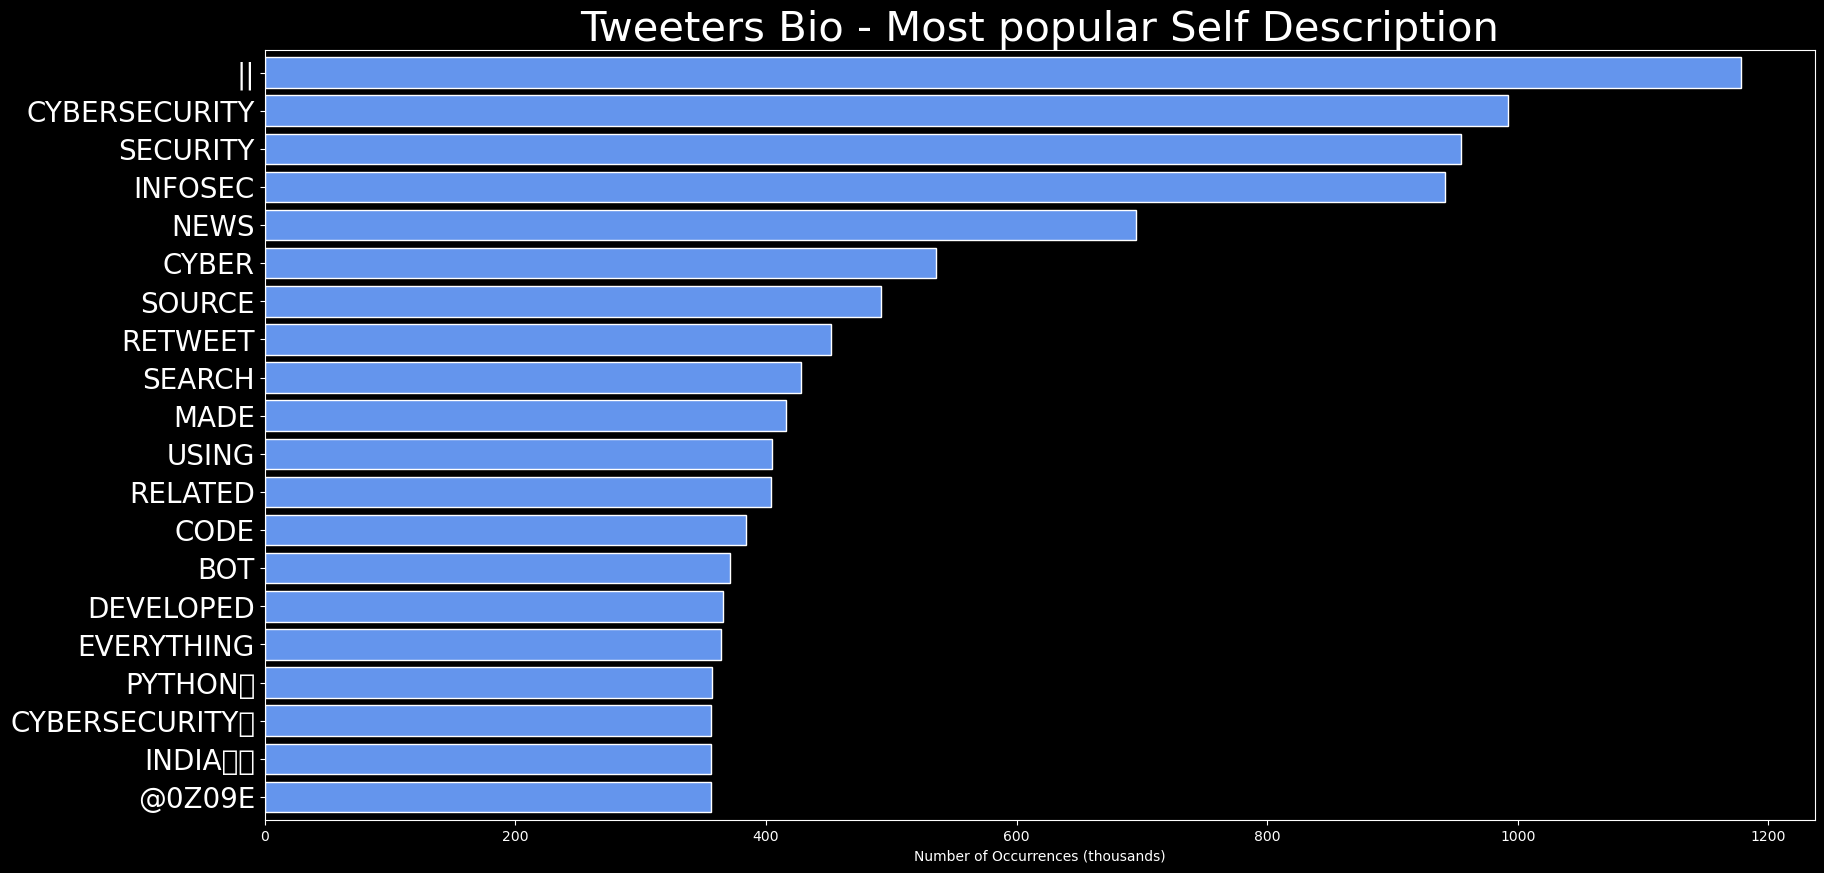 Tweeters Bio - Most popular Self Description
||
CYBERSECURITY
SECURITY
INFOSEC
NEWS
CYBER
SOURCE
RETWEET
SEARCH
MADE
USING
RELATED
CODE
BOT
DEVELOPED
EVERYTHING
PYTHON▯
CYBERSECURITY▯
INDIA▯▯
@0Z09E
0 200 400 600 800 1000 1200
Number of Occurrences (thousands)